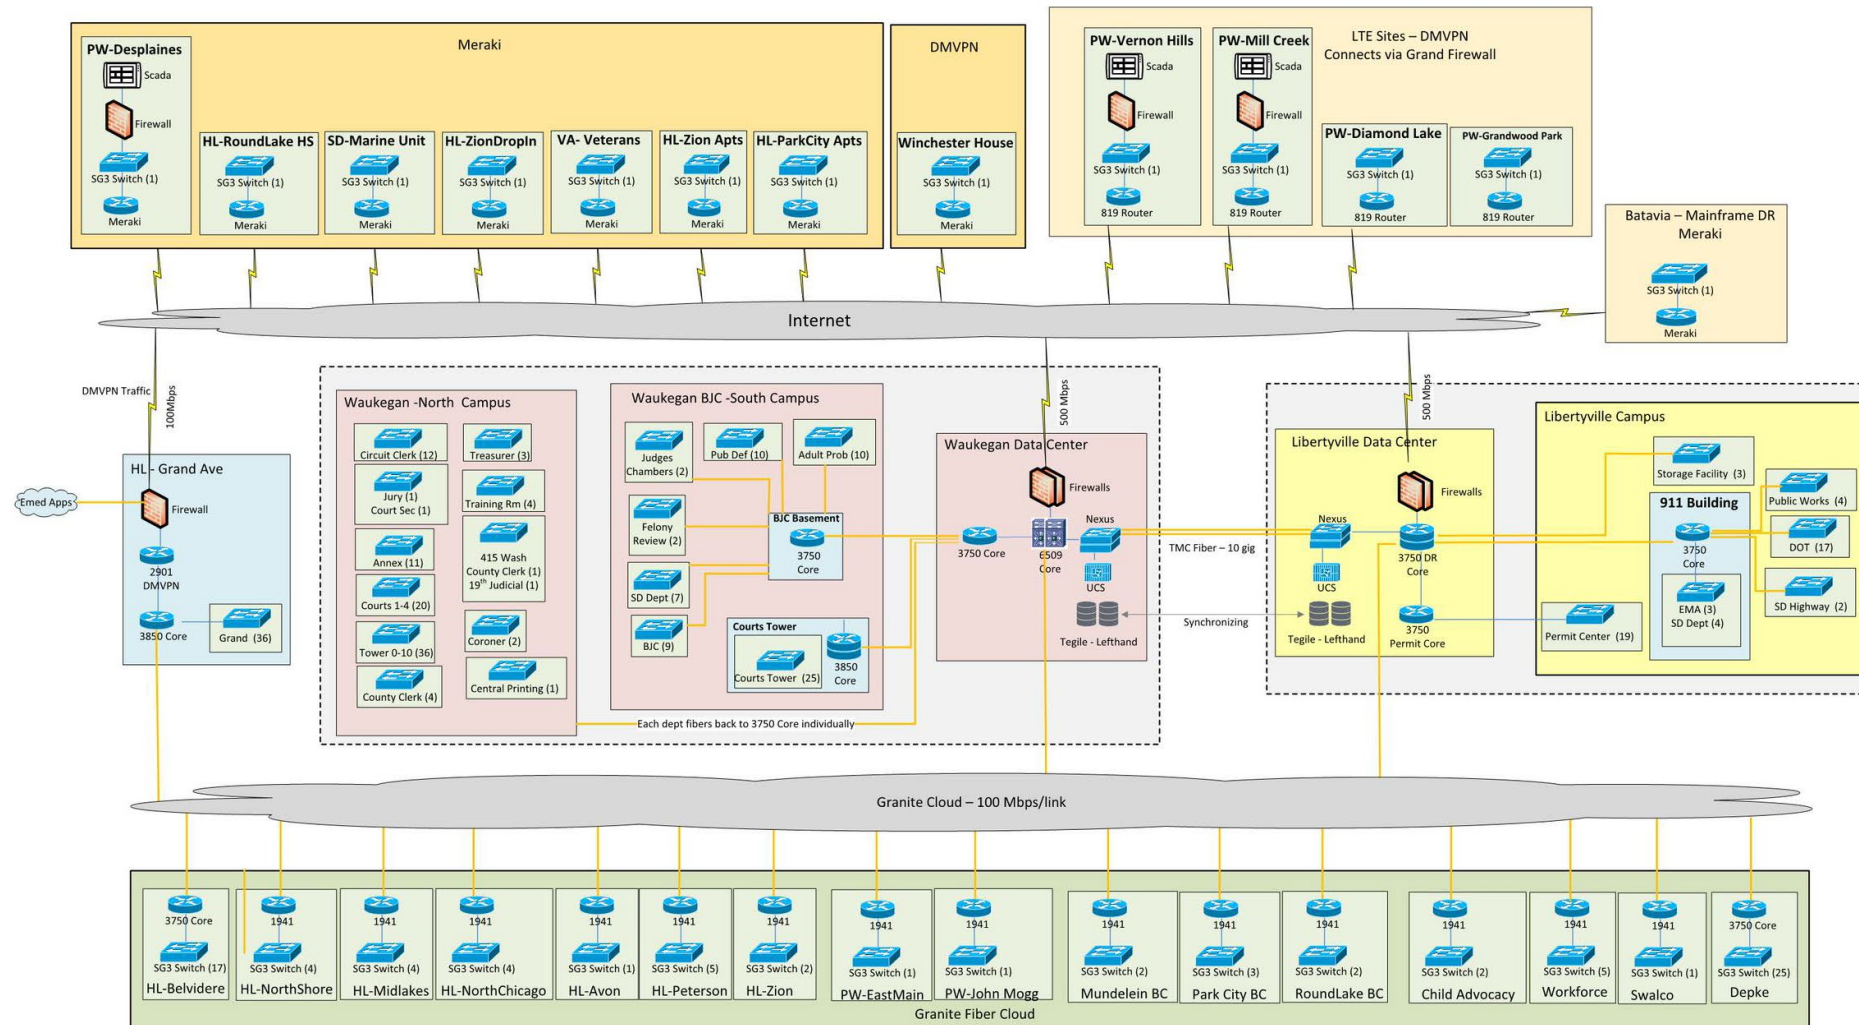 Meraki
PW-Desplaines
Scada
Firewall
SG3 Switch (1)
Meraki
HL-RoundLake HS
SG3 Switch (1)
Meraki
SD-Marine Unit
SG3 Switch (1)
Meraki
HL-ZionDropIn
SG3 Switch (1)
Meraki
VA- Veterans
SG3 Switch (1)
Meraki
HL-Zion Apts
SG3 Switch (1)
Meraki
HL-ParkCity Apts
SG3 Switch (1)
Meraki
DMVPN
Winchester House
SG3 Switch (1)
Meraki
LTE Sites – DMVPN
Connects via Grand Firewall
PW-Vernon Hills
Scada
Firewall
SG3 Switch (1)
819 Router
PW-Mill Creek
Scada
Firewall
SG3 Switch (1)
819 Router
PW-Diamond Lake
SG3 Switch (1)
819 Router
PW-Grandwood Park
SG3 Switch (1)
819 Router
Batavia – Mainframe DR
Meraki
SG3 Switch (1)
Meraki
Internet
DMVPN Traffic
100Mbps
500 Mbps
500 Mbps
HL - Grand Ave
Emed Apps
Firewall
2901
DMVPN
3850 Core
Grand (36)
Waukegan -North Campus
Circuit Clerk (12)
Treasurer (3)
Jury (1)
Court Sec (1)
Training Rm (4)
Annex (11)
415 Wash
County Clerk (1)
19th Judicial (1)
Courts 1-4 (20)
Tower 0-10 (36)
Coroner (2)
County Clerk (4)
Central Printing (1)
Waukegan BJC -South Campus
Judges
Chambers (2)
Pub Def (10)
Adult Prob (10)
Felony
Review (2)
BJC Basement
3750
Core
SD Dept (7)
BJC (9)
Courts Tower
Courts Tower (25)
3850
Core
Each dept fibers back to 3750 Core individually
Waukegan Data Center
Firewalls
3750 Core
6509
Core
Nexus
UCS
Tegile - Lefthand
TMC Fiber – 10 gig
Synchronizing
Libertyville Data Center
Firewalls
Nexus
3750 DR
Core
UCS
Tegile - Lefthand
3750
Permit Core
Libertyville Campus
Storage Facility (3)
911 Building
3750
Core
EMA (3)
SD Dept (4)
Public Works (4)
DOT (17)
SD Highway (2)
Permit Center (19)
Granite Cloud – 100 Mbps/link
3750 Core
SG3 Switch (17)
HL-Belvidere
1941
SG3 Switch (4)
HL-NorthShore
1941
SG3 Switch (4)
HL-Midlakes
1941
SG3 Switch (4)
HL-NorthChicago
1941
SG3 Switch (1)
HL-Avon
1941
SG3 Switch (5)
HL-Peterson
1941
SG3 Switch (2)
HL-Zion
1941
SG3 Switch (1)
PW-EastMain
1941
SG3 Switch (1)
PW-John Mogg
1941
SG3 Switch (2)
Mundelein BC
1941
SG3 Switch (3)
Park City BC
1941
SG3 Switch (2)
RoundLake BC
1941
SG3 Switch (2)
Child Advocacy
1941
SG3 Switch (5)
Workforce
1941
SG3 Switch (1)
Swalco
3750 Core
SG3 Switch (25)
Depke
Granite Fiber Cloud